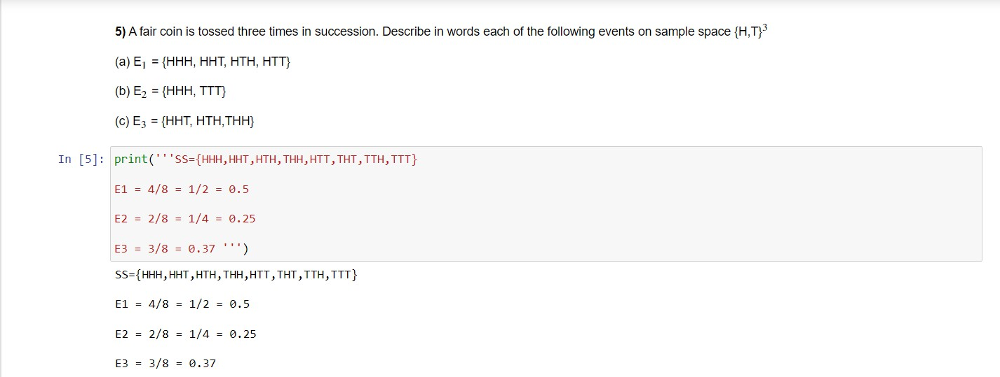 5) A fair coin is tossed three times in succession. Describe in words each of the following events on sample space {H,T}³
(a) E₁ = {HHH, HHT, HTH, HTT}
(b) E₂ = {HHH, TTT}
(c) E₃ = {HHT, HTH,THH}
In [5]: print('''SS={HHH,HHT,HTH,THH,HTT,THT,TTH,TTT}
E1 = 4/8 = 1/2 = 0.5
E2 = 2/8 = 1/4 = 0.25
E3 = 3/8 = 0.37 ''')
SS={HHH,HHT,HTH,THH,HTT,THT,TTH,TTT}
E1 = 4/8 = 1/2 = 0.5
E2 = 2/8 = 1/4 = 0.25
E3 = 3/8 = 0.37